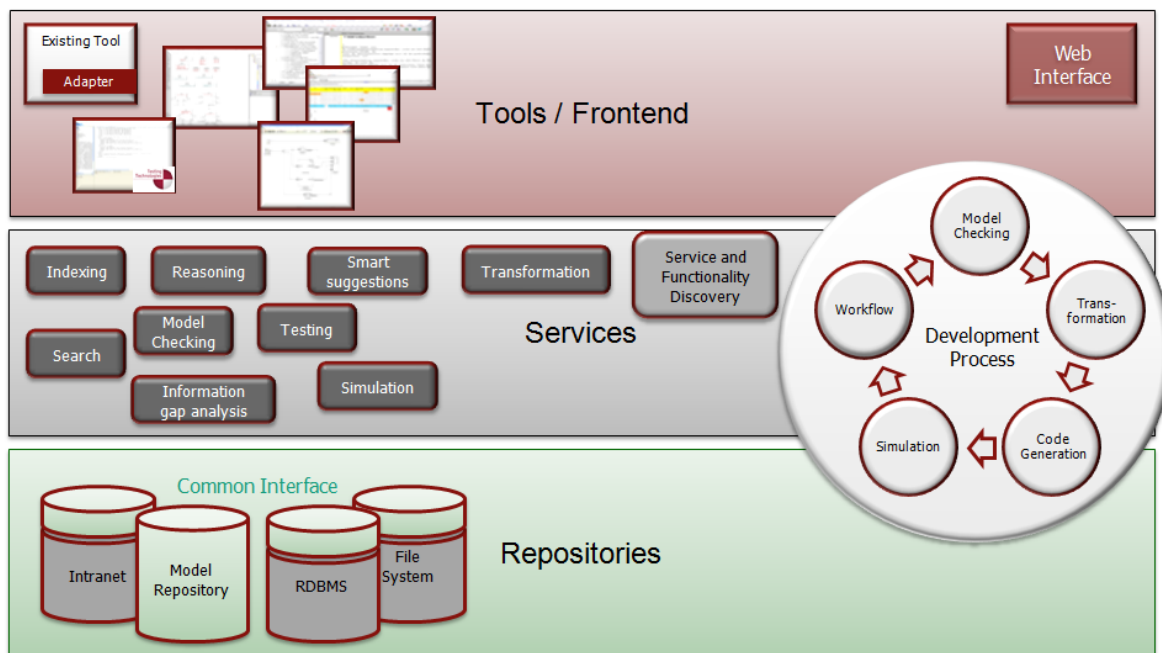 Existing Tool
Adapter
Testing
Technologies
Tools / Frontend
Web
Interface
Indexing
Reasoning
Smart
suggestions
Transformation
Service and
Functionality
Discovery
Search
Model
Checking
Testing
Information
gap analysis
Simulation
Services
Model
Checking
Trans-
formation
Code
Generation
Simulation
Workflow
Development
Process
Common Interface
Intranet
Model
Repository
RDBMS
File
System
Repositories